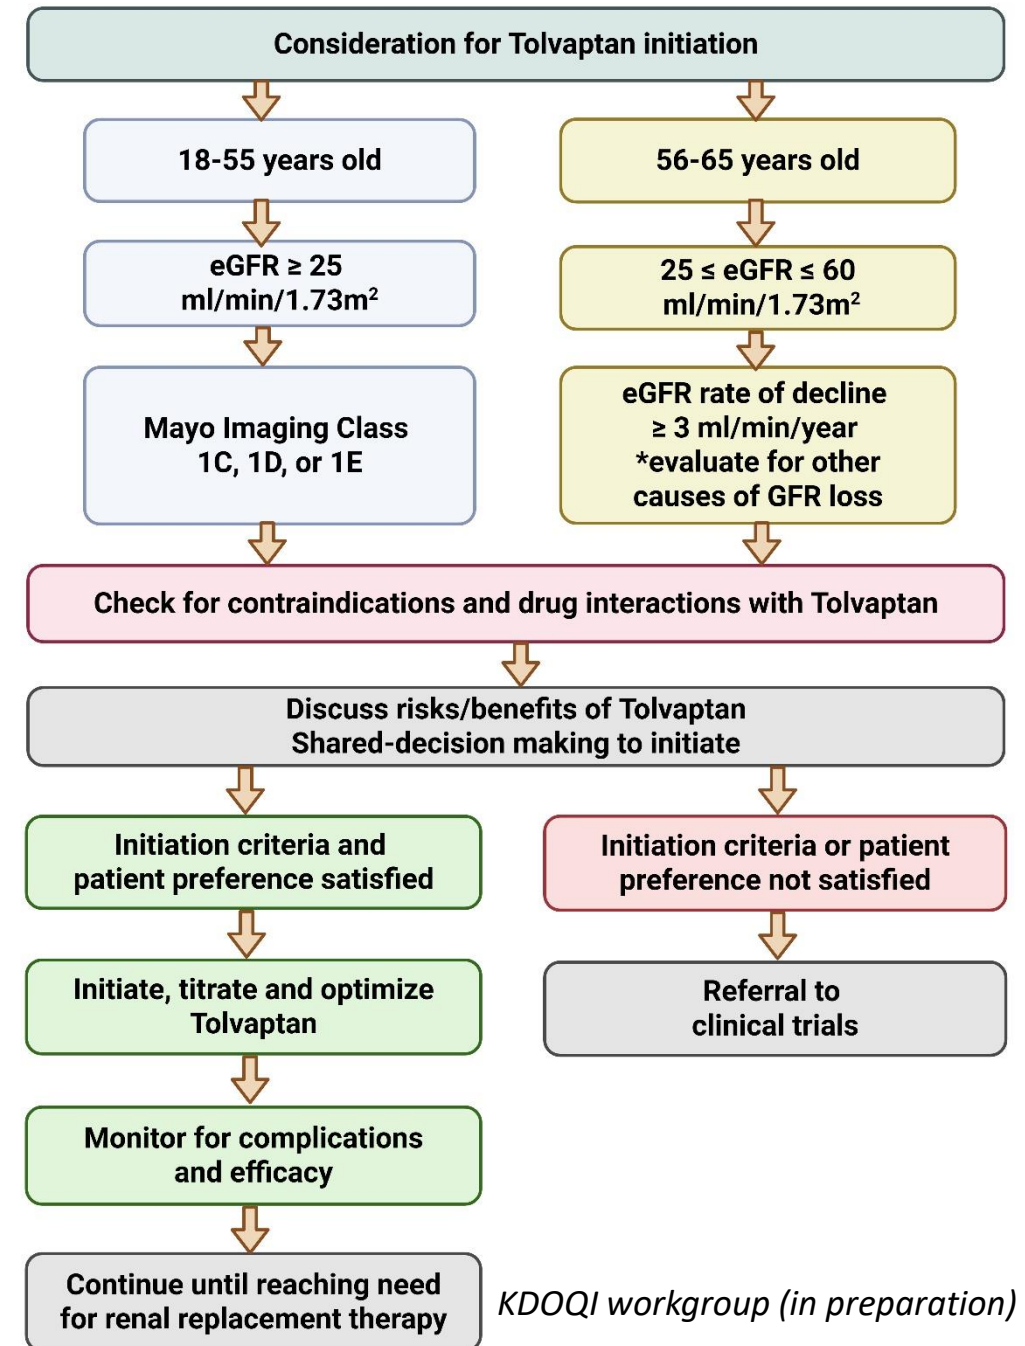 Consideration for Tolvaptan initiation
18-55 years old
eGFR ≥ 25
ml/min/1.73m²
Mayo Imaging Class
1C, 1D, or 1E
56-65 years old
25 ≤ eGFR ≤ 60
ml/min/1.73m²
eGFR rate of decline
≥ 3 ml/min/year
*evaluate for other
causes of GFR loss
Check for contraindications and drug interactions with Tolvaptan
Discuss risks/benefits of Tolvaptan
Shared-decision making to initiate
Initiation criteria and
patient preference satisfied
Initiate, titrate and optimize
Tolvaptan
Monitor for complications
and efficacy
Continue until reaching need
for renal replacement therapy
Initiation criteria or patient
preference not satisfied
Referral to
clinical trials
KDOQI workgroup (in preparation)